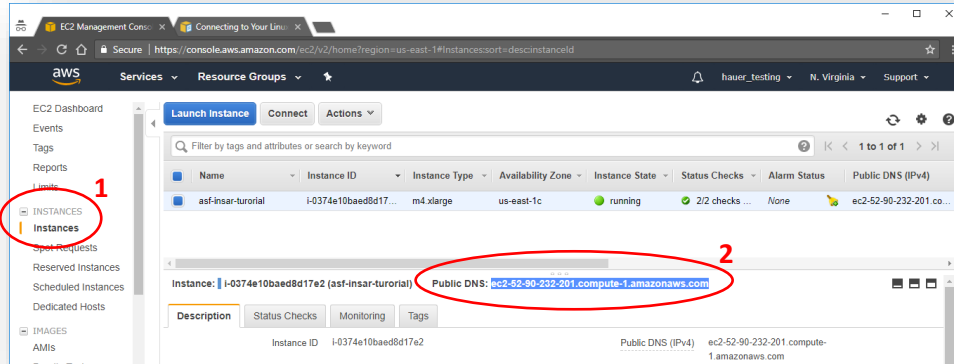 EC2 Management Consol
Connecting to Your Linu
Secure | https://console.aws.amazon.com/ec2/v2/home?region=us-east-1#Instances:sort=desc:instanceId
aws Services Resource Groups hauer_testing N. Virginia Support
EC2 Dashboard
Events
Tags
Reports
Limits
1
INSTANCES
Instances
Spot Requests
Reserved Instances
Scheduled Instances
Dedicated Hosts
IMAGES
AMIs
Launch Instance Connect Actions
Filter by tags and attributes or search by keyword
1 to 1 of 1
Name Instance ID Instance Type Availability Zone Instance State Status Checks Alarm Status Public DNS (IPv4)
asf-insar-turorial i-0374e10baed8d17... m4.xlarge us-east-1c running 2/2 checks ... None ec2-52-90-232-201.co...
2
Instance: i-0374e10baed8d17e2 (asf-insar-turorial) Public DNS: ec2-52-90-232-201.compute-1.amazonaws.com
Description Status Checks Monitoring Tags
Instance ID i-0374e10baed8d17e2 Public DNS (IPv4) ec2-52-90-232-201.compute-
1.amazonaws.com